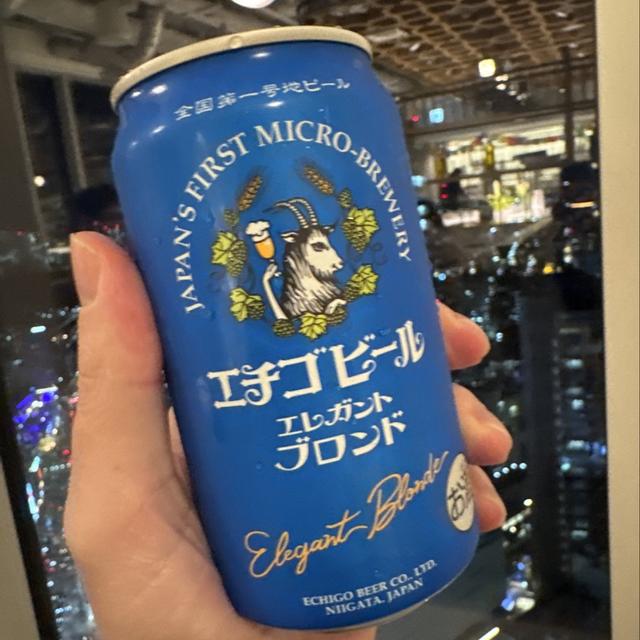 全国第一号地ビール
JAPAN'S FIRST MICRO-BREWERY
エチゴビール
エレガント
ブロンド
Elegant Blonde
ECHIGO BEER CO., LTD.
NIIGATA, JAPAN